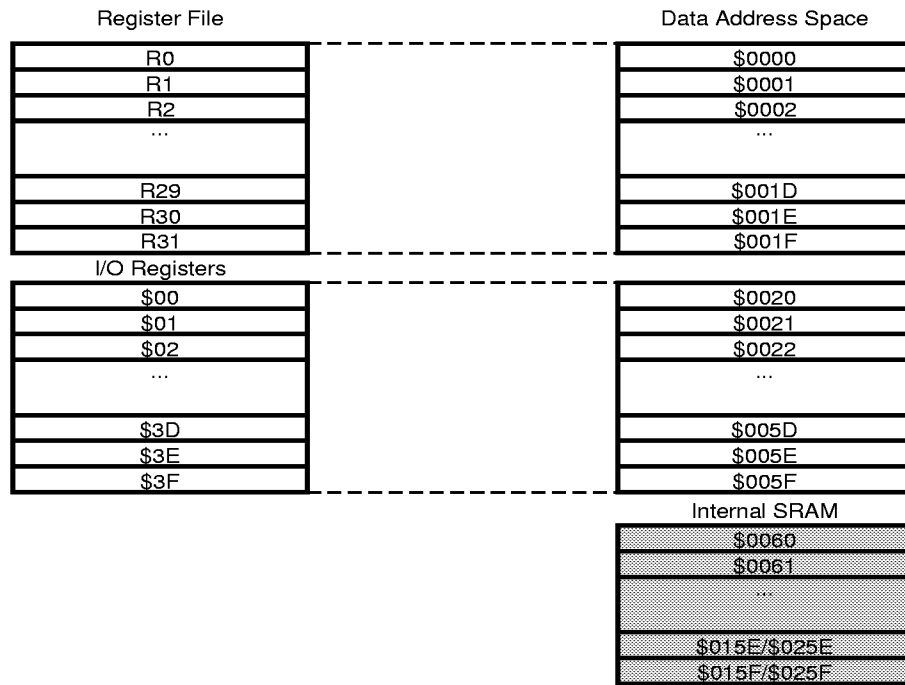 Register File
Data Address Space
R0
$0000
R1
$0001
R2
$0002
...
...
R29
$001D
R30
$001E
R31
$001F
I/O Registers
$00
$0020
$01
$0021
$02
$0022
...
...
$3D
$005D
$3E
$005E
$3F
$005F
Internal SRAM
$0060
$0061
...
$015E/$025E
$015F/$025F